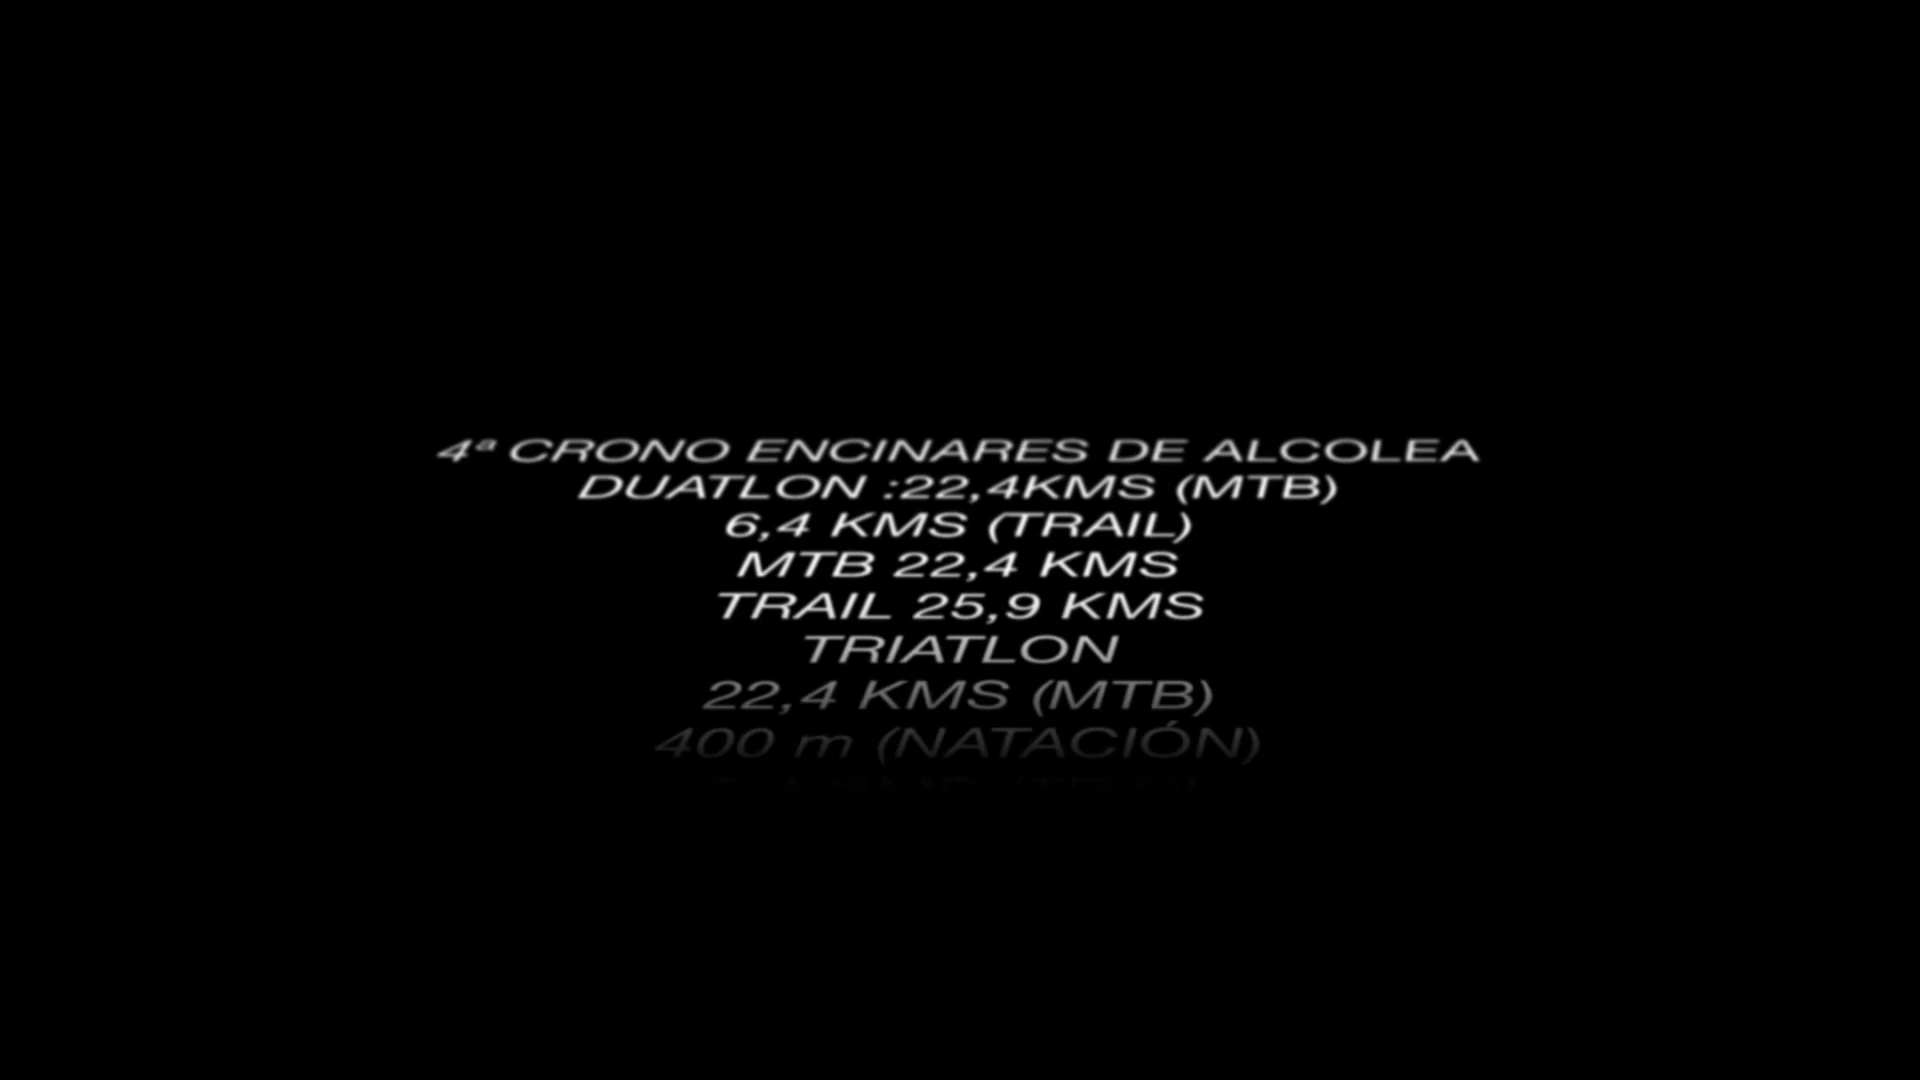 4ª CRONO ENCINARES DE ALCOLEA
DUATLON :22,4KMS (MTB)
6,4 KMS (TRAIL)
MTB 22,4 KMS
TRAIL 25,9 KMS
TRIATLON
22,4 KMS (MTB)
400 m (NATACIÓN)